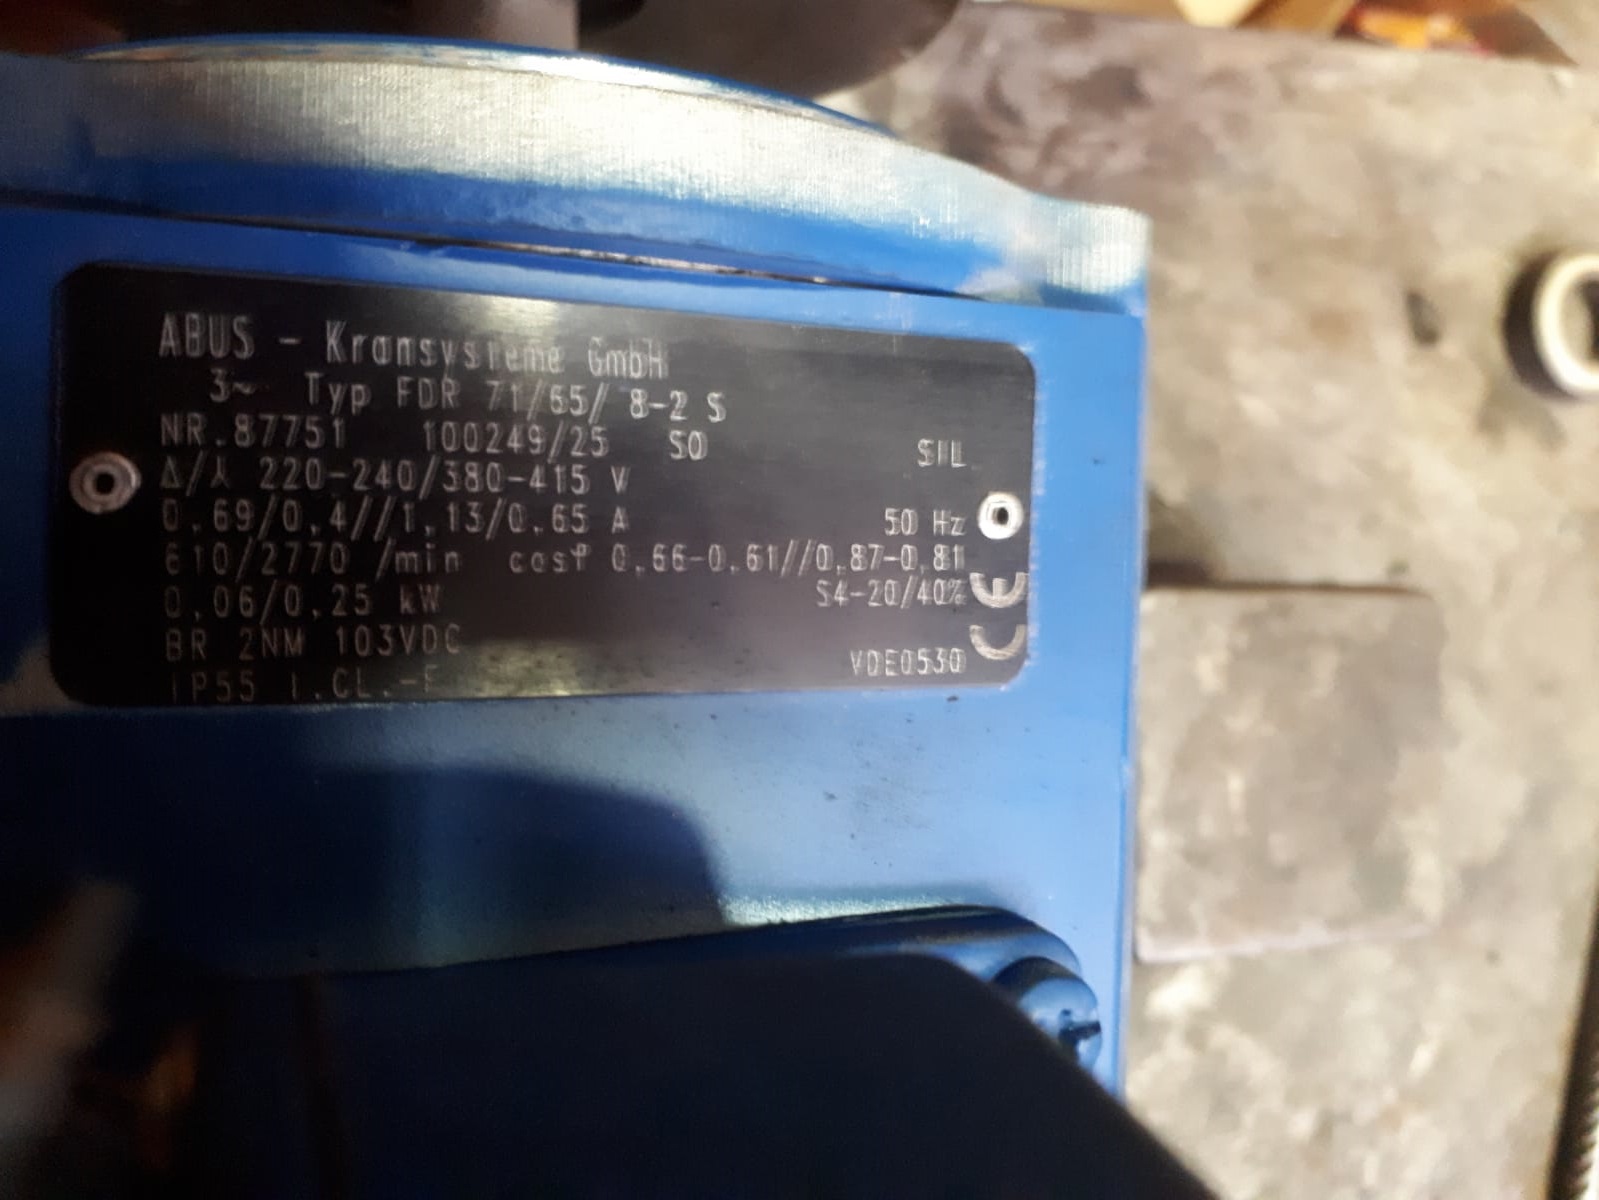 ABUS - Kransysteme GmbH
3~ Typ FDR 71/65/ 8-2 S
NR.87751 100249/25 SO SIL
Δ/⅄ 220-240/380-415 V
0,69/0,4//1,13/0,65 A 50 Hz
610/2770 /min cosφ 0,66-0,61//0,87-0,81
0,06/0,25 kW S4-20/40%
BR 2NM 103VDC CE
IP55 I.CL.-F VDE0530